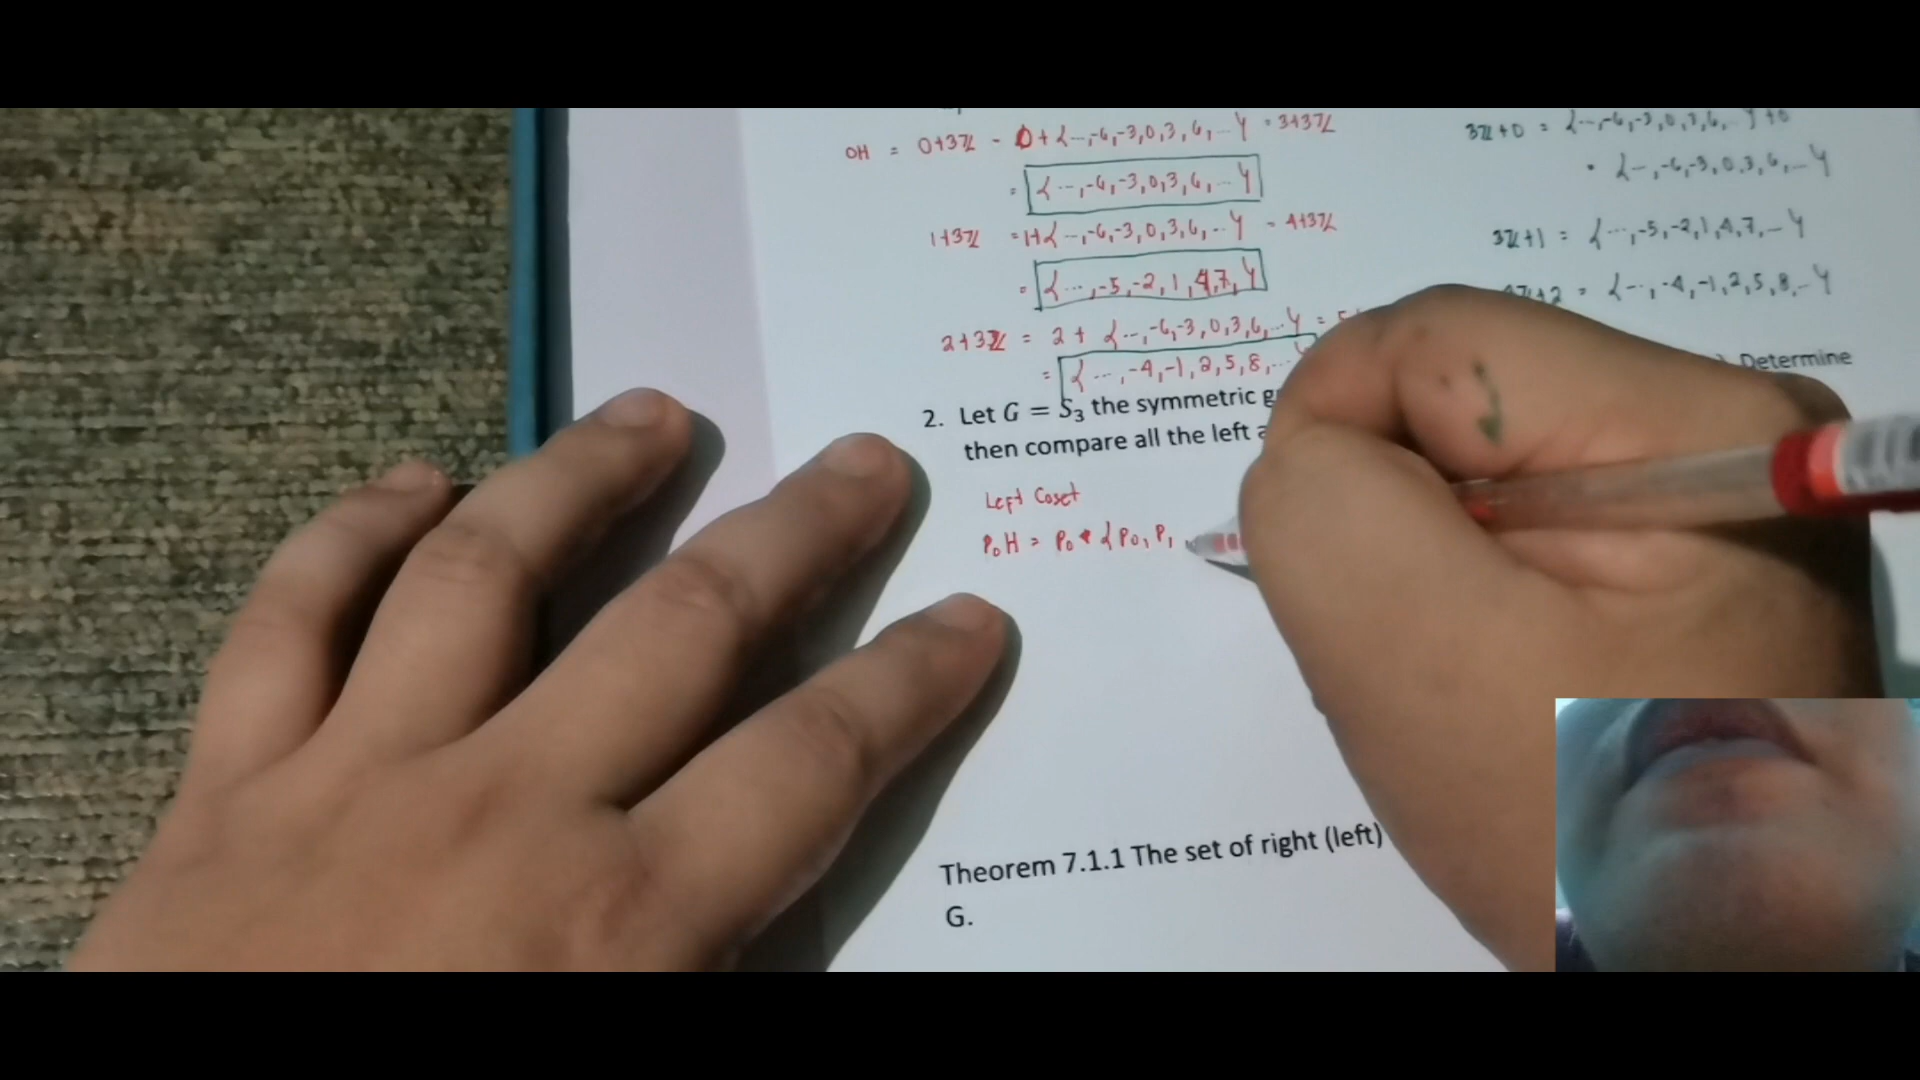 0H = 0+3ℤ - 0+{...,-6,-3,0,3,6,...} = 3+3ℤ
= {...,-6,-3,0,3,6,...}
1+3ℤ = 1+{...,-6,-3,0,3,6,...} - 4+3ℤ
= {...,-5,-2,1,4,7,}
2+3ℤ = 2 + {...,-6,-3,0,3,6,...} =
= {...,-4,-1,2,5,8,...
3ℤ+0 = {...,-6,-3,0,3,6,...}+0
= {...,-6,-3,0,3,6,...}
3ℤ+1 = {...,-5,-2,1,4,7,...}
+2 = {...,-4,-1,2,5,8,...}
2. Let G = S₃ the symmetric Determine
then compare all the left
Left Coset
P₀H = P₀ * {P₀, P₁
Theorem 7.1.1 The set of right (left)
G.